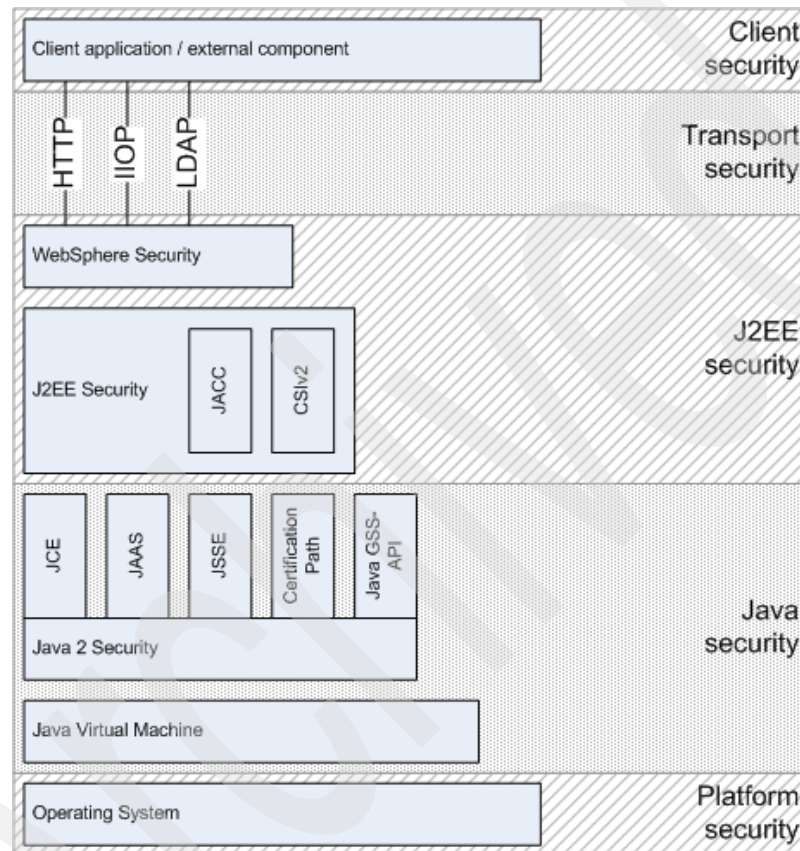 Client application / external component
Client
security
HTTP
IIOP
LDAP
Transport
security
WebSphere Security
J2EE Security
JACC
CSIv2
J2EE
security
JCE
JAAS
JSSE
Certification
Path
Java GSS-
API
Java 2 Security
Java
security
Java Virtual Machine
Operating System
Platform
security